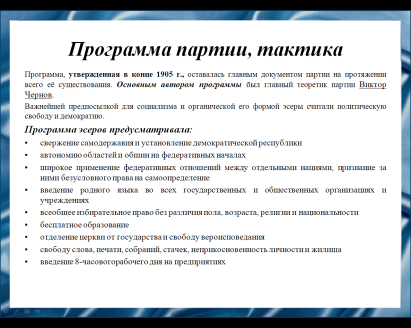 Программа партии, тактика
Программа, утвержденная в конце 1905 г., оставалась главным документом партии на протяжении
всего её существования. Основным автором программы был главный теоретик партии Виктор
Чернов.
Важнейшей предпосылкой для социализма и органической его формой эсеры считали политическую
свободу и демократию.
Программа эсеров предусматривала:
• свержение самодержавия и установление демократической республики
• автономию областей и общин на федеративных началах
• широкое применение федеративных отношений между отдельными нациями, признание за
ними безусловного права на самоопределение
• введение родного языка во всех государственных и общественных организациях и
учреждениях
• всеобщее избирательное право без различия пола, возраста, религии и национальности
• бесплатное образование
• отделение церкви от государства и свободу вероисповедания
• свободу слова, печати, собраний, стачек, неприкосновенность личности и жилища
• введение 8-часовогорабочего дня на предприятиях